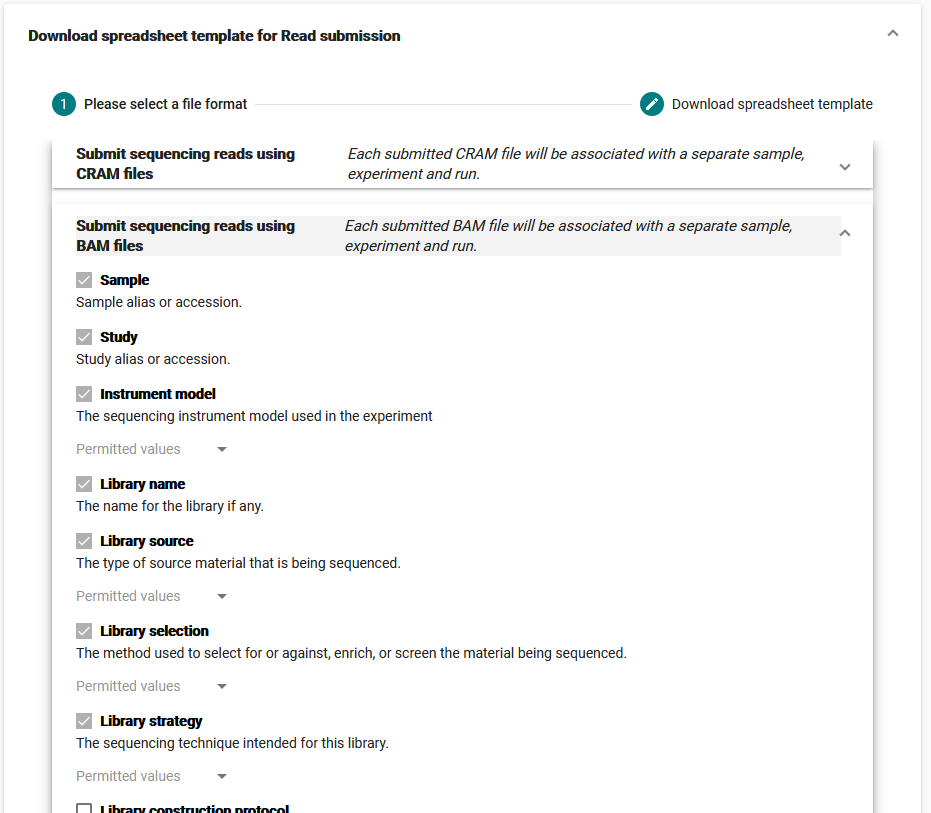 Download spreadsheet template for Read submission
1 Please select a file format
Download spreadsheet template
Submit sequencing reads using
CRAM files
Each submitted CRAM file will be associated with a separate sample,
experiment and run.
Submit sequencing reads using
BAM files
Each submitted BAM file will be associated with a separate sample,
experiment and run.
Sample
Sample alias or accession.
Study
Study alias or accession.
Instrument model
The sequencing instrument model used in the experiment
Permitted values
Library name
The name for the library if any.
Library source
The type of source material that is being sequenced.
Permitted values
Library selection
The method used to select for or against, enrich, or screen the material being sequenced.
Permitted values
Library strategy
The sequencing technique intended for this library.
Permitted values
Library construction protocol